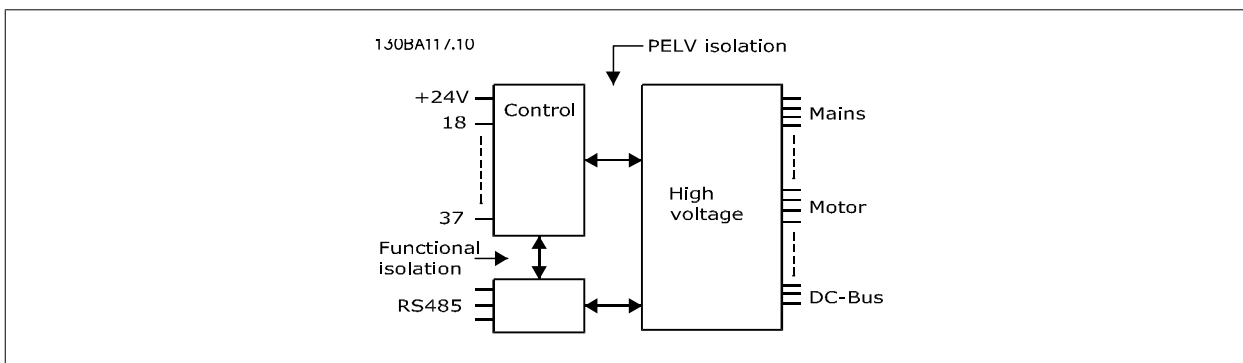 130BA117.10
PELV isolation
+24V
18
37
Control
High
voltage
Mains
Motor
DC-Bus
Functional
isolation
RS485